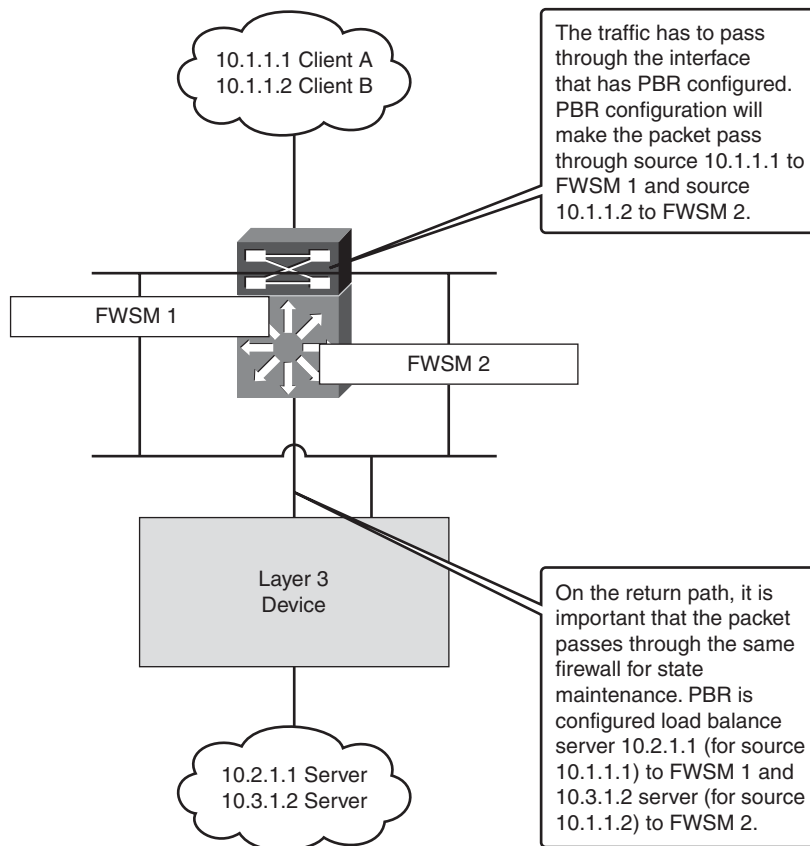 10.1.1.1 Client A
10.1.1.2 Client B
The traffic has to pass
through the interface
that has PBR configured.
PBR configuration will
make the packet pass
through source 10.1.1.1 to
FWSM 1 and source
10.1.1.2 to FWSM 2.
FWSM 1
FWSM 2
Layer 3
Device
On the return path, it is
important that the packet
passes through the same
firewall for state
maintenance. PBR is
configured load balance
server 10.2.1.1 (for source
10.1.1.1) to FWSM 1 and
10.3.1.2 server (for source
10.1.1.2) to FWSM 2.
10.2.1.1 Server
10.3.1.2 Server